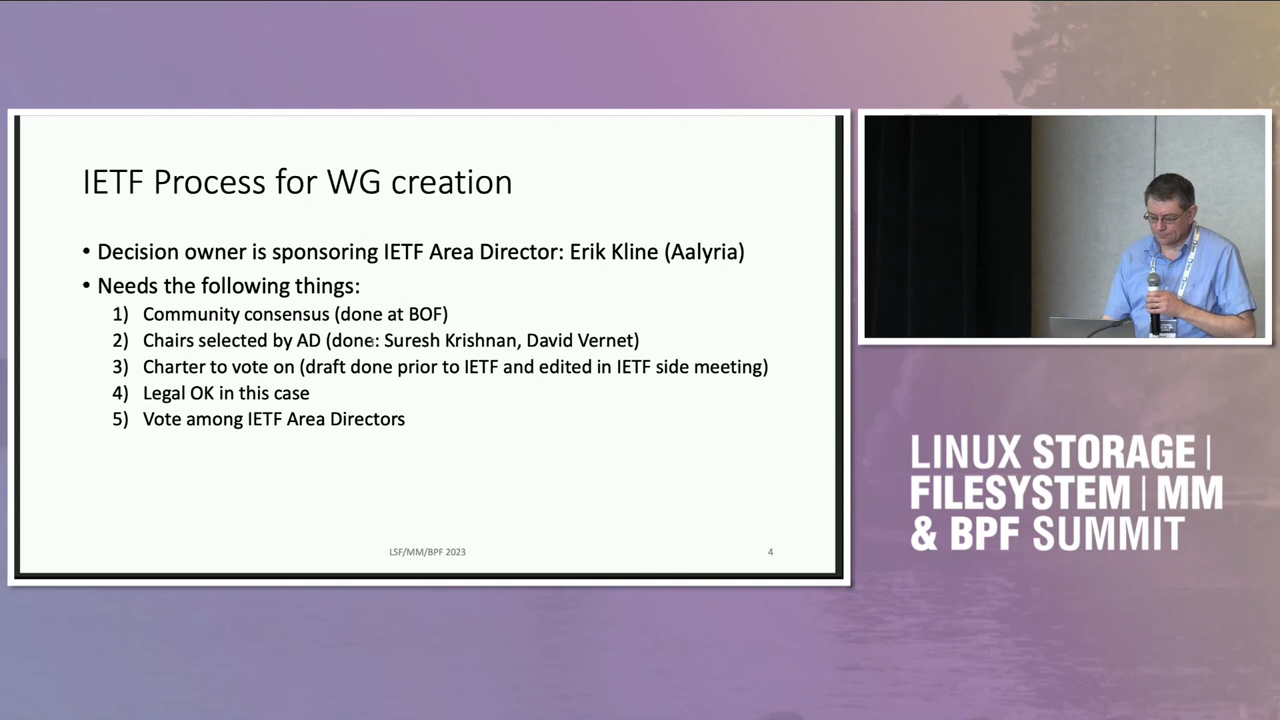 IETF Process for WG creation
• Decision owner is sponsoring IETF Area Director: Erik Kline (Aalyria)
• Needs the following things:
1) Community consensus (done at BOF)
2) Chairs selected by AD (done: Suresh Krishnan, David Vernet)
3) Charter to vote on (draft done prior to IETF and edited in IETF side meeting)
4) Legal OK in this case
5) Vote among IETF Area Directors
LSF/MM/BPF 2023
4
LINUX STORAGE |
FILESYSTEM | MM
& BPF SUMMIT